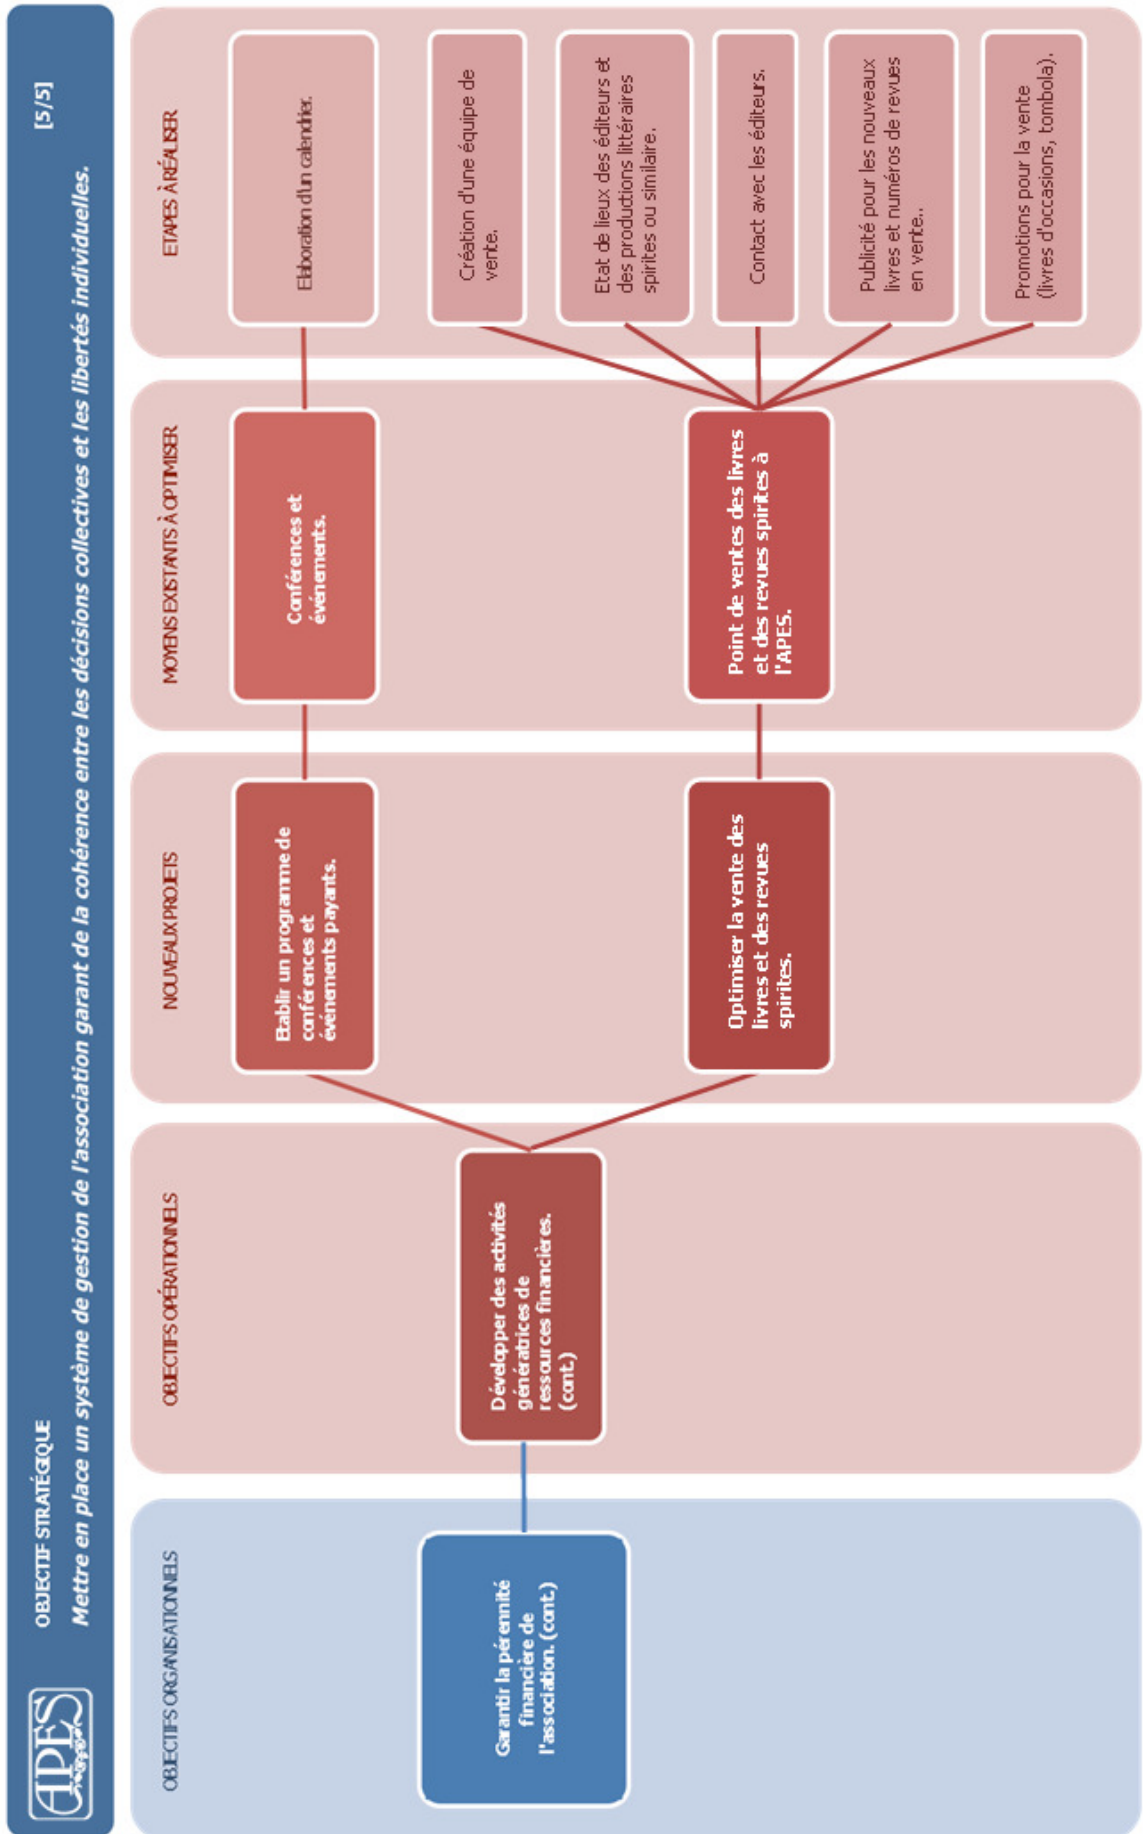 APES
OBJECTIF STRATÉGIQUE
[5/5]
Mettre en place un système de gestion de l'association garant de la cohérence entre les décisions collectives et les libertés individuelles.
OBJECTIFS ORGANISATIONNELS
Garantir la pérennité
financière de
l'association. (cont.)
OBJECTIFS OPÉRATIONNELS
Développer des activités
génératrices de
ressources financières.
(cont.)
NOUVEAUX PROJETS
Etablir un programme de
conférences et
événements payants.
Optimiser la vente des
livres et des revues
spirites.
MOYENS EXISTANTS À OPTIMISER
Conférences et
événements.
Point de ventes des livres
et des revues spirites à
l'APES.
ETAPES À RÉALISER
Elaboration d'un calendrier.
Création d'une équipe de
vente.
Etat de lieux des éditeurs et
des productions littéraires
spirites ou similaire.
Contact avec les éditeurs.
Publicité pour les nouveaux
livres et numéros de revues
en vente..
Promotions pour la vente
(livres d'occasions, tombola).